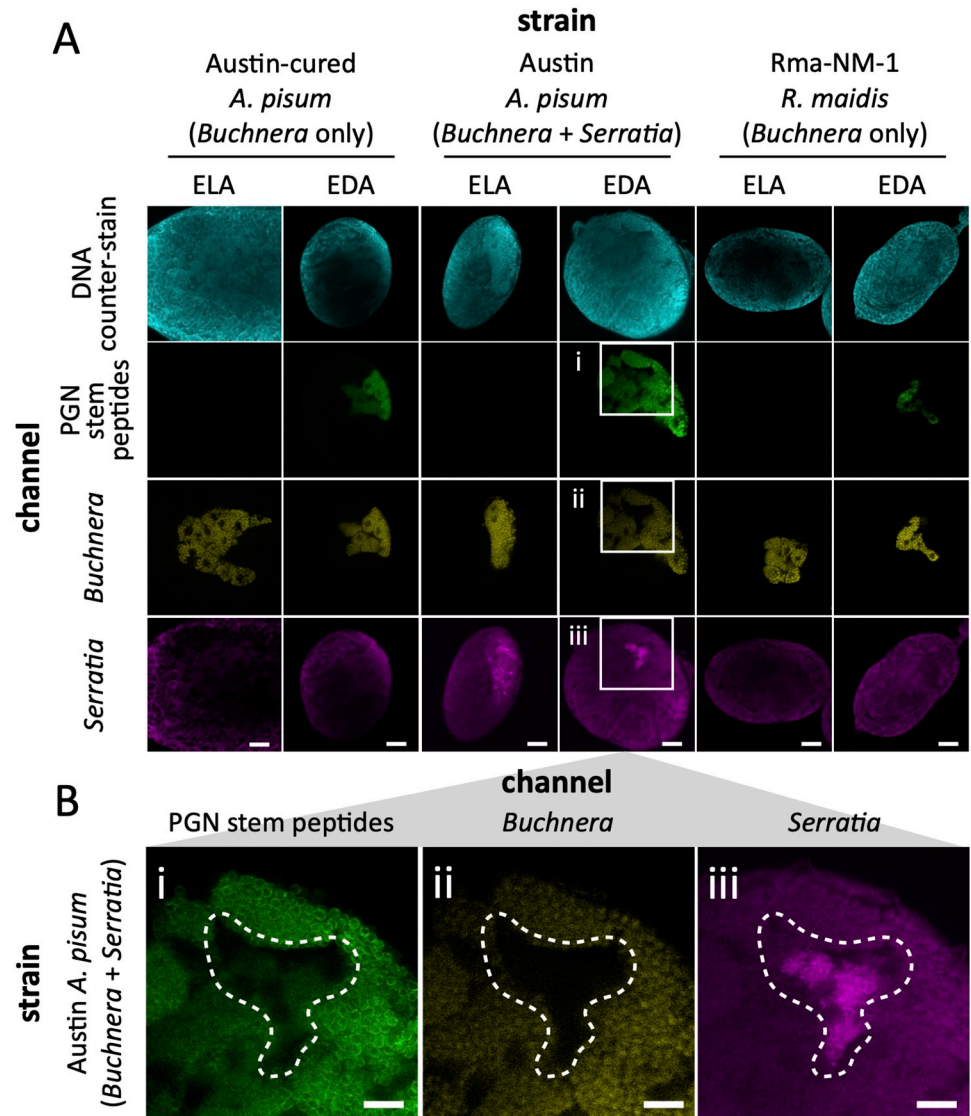 A
strain
Austin-cured
A. pisum
(Buchnera only)
Austin
A. pisum
(Buchnera + Serratia)
Rma-NM-1
R. maidis
(Buchnera only)
ELA
EDA
ELA
EDA
ELA
EDA
channel
DNA
counter-stain
PGN
stem
peptides
i
Buchnera
ii
Serratia
iii
B
channel
PGN stem peptides
Buchnera
Serratia
strain
Austin A. pisum
(Buchnera + Serratia)
i
ii
iii